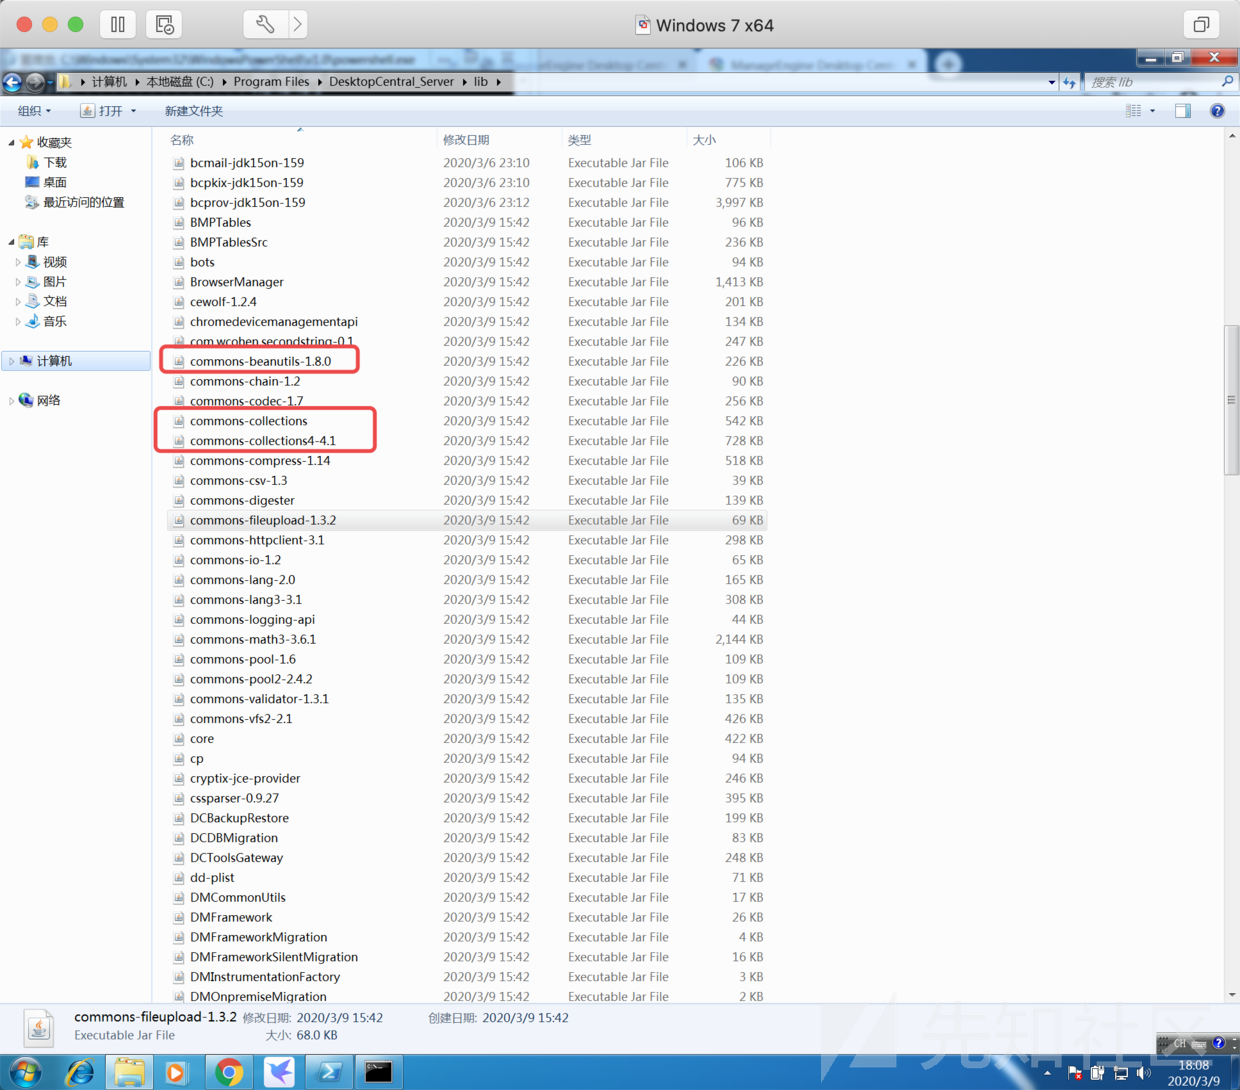 Windows 7 x64
计算机 本地磁盘 (C:) Program Files DesktopCentral_Server lib
搜索 lib
组织 打开 新建文件夹
收藏夹
下载
桌面
最近访问的位置
库
视频
图片
文档
音乐
计算机
网络
名称 修改日期 类型 大小
bcmail-jdk15on-159 2020/3/6 23:10 Executable Jar File 106 KB
bcpkix-jdk15on-159 2020/3/6 23:10 Executable Jar File 775 KB
bcprov-jdk15on-159 2020/3/6 23:12 Executable Jar File 3,997 KB
BMPTables 2020/3/9 15:42 Executable Jar File 96 KB
BMPTablesSrc 2020/3/9 15:42 Executable Jar File 236 KB
bots 2020/3/9 15:42 Executable Jar File 94 KB
BrowserManager 2020/3/9 15:42 Executable Jar File 1,413 KB
cewolf-1.2.4 2020/3/9 15:42 Executable Jar File 201 KB
chromedevicemanagementapi 2020/3/9 15:42 Executable Jar File 134 KB
com.wcohen.secondstring-0.1 2020/3/9 15:42 Executable Jar File 247 KB
commons-beanutils-1.8.0 2020/3/9 15:42 Executable Jar File 226 KB
commons-chain-1.2 2020/3/9 15:42 Executable Jar File 90 KB
commons-codec-1.7 2020/3/9 15:42 Executable Jar File 256 KB
commons-collections 2020/3/9 15:42 Executable Jar File 542 KB
commons-collections4-4.1 2020/3/9 15:42 Executable Jar File 728 KB
commons-compress-1.14 2020/3/9 15:42 Executable Jar File 518 KB
commons-csv-1.3 2020/3/9 15:42 Executable Jar File 39 KB
commons-digester 2020/3/9 15:42 Executable Jar File 139 KB
commons-fileupload-1.3.2 2020/3/9 15:42 Executable Jar File 69 KB
commons-httpclient-3.1 2020/3/9 15:42 Executable Jar File 298 KB
commons-io-1.2 2020/3/9 15:42 Executable Jar File 65 KB
commons-lang-2.0 2020/3/9 15:42 Executable Jar File 165 KB
commons-lang3-3.1 2020/3/9 15:42 Executable Jar File 308 KB
commons-logging-api 2020/3/9 15:42 Executable Jar File 44 KB
commons-math3-3.6.1 2020/3/9 15:42 Executable Jar File 2,144 KB
commons-pool-1.6 2020/3/9 15:42 Executable Jar File 109 KB
commons-pool2-2.4.2 2020/3/9 15:42 Executable Jar File 109 KB
commons-validator-1.3.1 2020/3/9 15:42 Executable Jar File 135 KB
commons-vfs2-2.1 2020/3/9 15:42 Executable Jar File 426 KB
core 2020/3/9 15:42 Executable Jar File 422 KB
cp 2020/3/9 15:42 Executable Jar File 94 KB
cryptix-jce-provider 2020/3/9 15:42 Executable Jar File 246 KB
cssparser-0.9.27 2020/3/9 15:42 Executable Jar File 395 KB
DCBackupRestore 2020/3/9 15:42 Executable Jar File 199 KB
DCDBMigration 2020/3/9 15:42 Executable Jar File 83 KB
DCToolsGateway 2020/3/9 15:42 Executable Jar File 248 KB
dd-plist 2020/3/9 15:42 Executable Jar File 71 KB
DMCommonUtils 2020/3/9 15:42 Executable Jar File 17 KB
DMFramework 2020/3/9 15:42 Executable Jar File 26 KB
DMFrameworkMigration 2020/3/9 15:42 Executable Jar File 4 KB
DMFrameworkSilentMigration 2020/3/9 15:42 Executable Jar File 16 KB
DMInstrumentationFactory 2020/3/9 15:42 Executable Jar File 3 KB
DMOnpremiseMigration 2020/3/9 15:42 Executable Jar File 2 KB
commons-fileupload-1.3.2 修改日期: 2020/3/9 15:42 创建日期: 2020/3/9 15:42
Executable Jar File 大小: 68.0 KB
先知社区
CH
18:08
2020/3/9